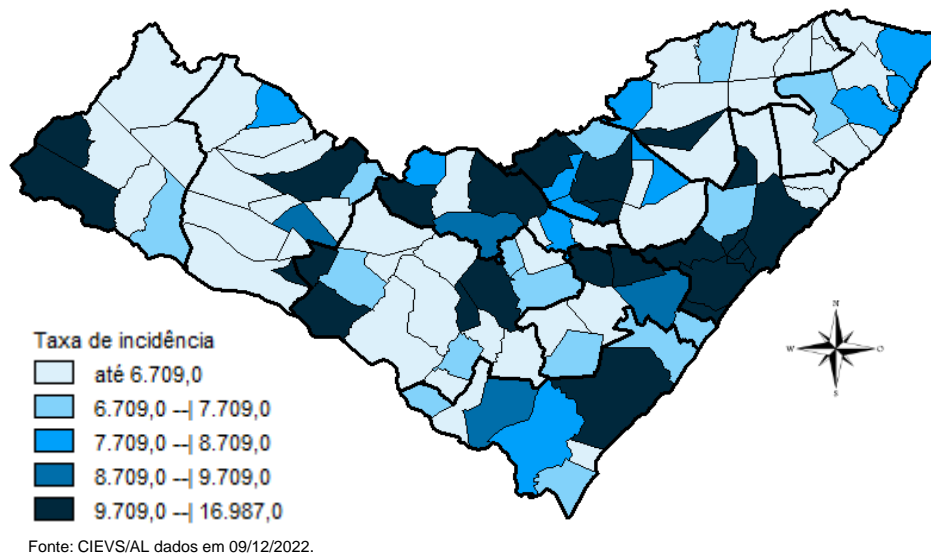 N
W
O
S
Taxa de incidência
até 6.709,0
6.709,0 --| 7.709,0
7.709,0 --| 8.709,0
8.709,0 --| 9.709,0
9.709,0 --| 16.987,0
Fonte: CIEVS/AL dados em 09/12/2022.